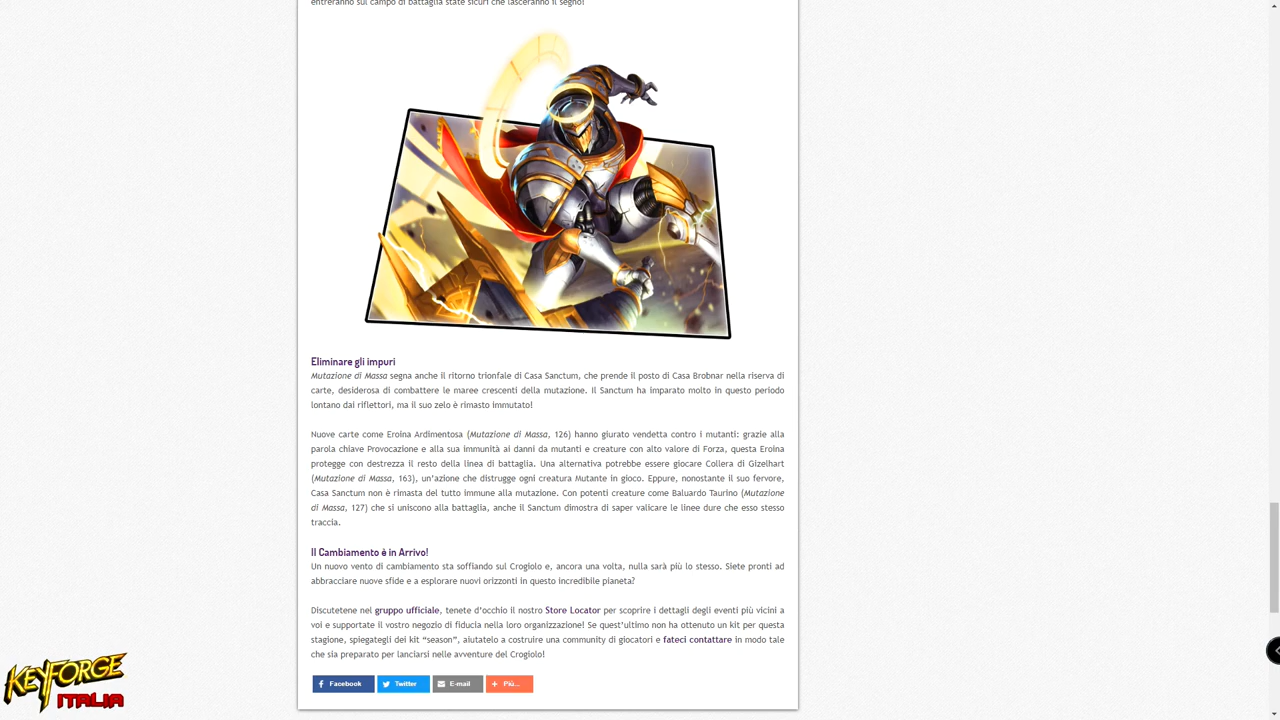 entreranno sul campo di battaglia state sicuri che lasceranno il segno!
Eliminare gli impuri
Mutazione di Massa segna anche il ritorno trionfale di Casa Sanctum, che prende il posto di Casa Brobnar nella riserva di
carte, desiderosa di combattere le maree crescenti della mutazione. Il Sanctum ha imparato molto in questo periodo
lontano dai riflettori, ma il suo zelo è rimasto immutato!
Nuove carte come Eroina Ardimentosa (Mutazione di Massa, 126) hanno giurato vendetta contro i mutanti: grazie alla
parola chiave Provocazione e alla sua immunità ai danni da mutanti e creature con alto valore di Forza, questa Eroina
protegge con destrezza il resto della linea di battaglia. Una alternativa potrebbe essere giocare Collera di Gizelhart
(Mutazione di Massa, 163), un’azione che distrugge ogni creatura Mutante in gioco. Eppure, nonostante il suo fervore,
Casa Sanctum non è rimasta del tutto immune alla mutazione. Con potenti creature come Baluardo Taurino (Mutazione
di Massa, 127) che si uniscono alla battaglia, anche il Sanctum dimostra di saper valicare le linee dure che esso stesso
traccia.
Il Cambiamento è in Arrivo!
Un nuovo vento di cambiamento sta soffiando sul Crogiolo e, ancora una volta, nulla sarà più lo stesso. Siete pronti ad
abbracciare nuove sfide e a esplorare nuovi orizzonti in questo incredibile pianeta?
Discutetene nel gruppo ufficiale, tenete d’occhio il nostro Store Locator per scoprire i dettagli degli eventi più vicini a
voi e supportate il vostro negozio di fiducia nella loro organizzazione! Se quest’ultimo non ha ottenuto un kit per questa
stagione, spiegategli dei kit “season”, aiutatelo a costruire una community di giocatori e fateci contattare in modo tale
che sia preparato per lanciarsi nelle avventure del Crogiolo!
Facebook Twitter E-mail Più...
KEYFORGE
ITALIA